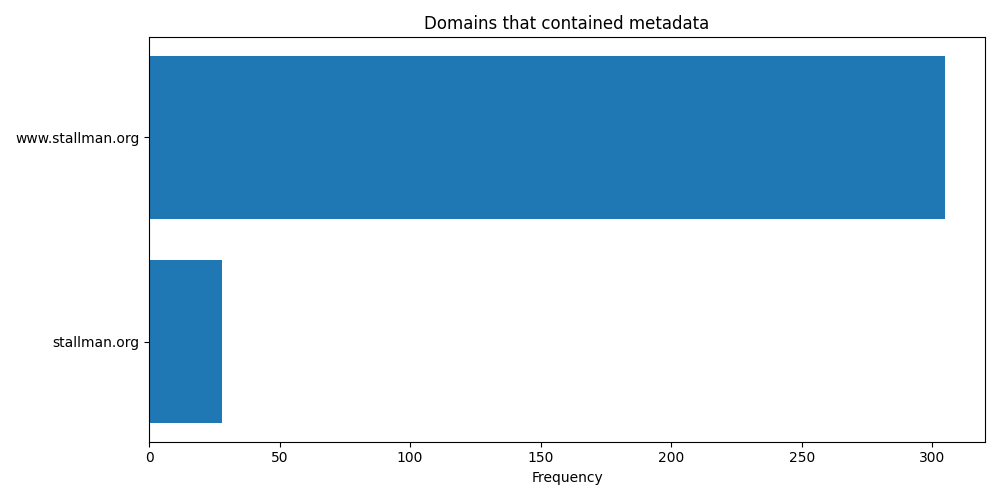 Domains that contained metadata
www.stallman.org
stallman.org
0 50 100 150 200 250 300
Frequency